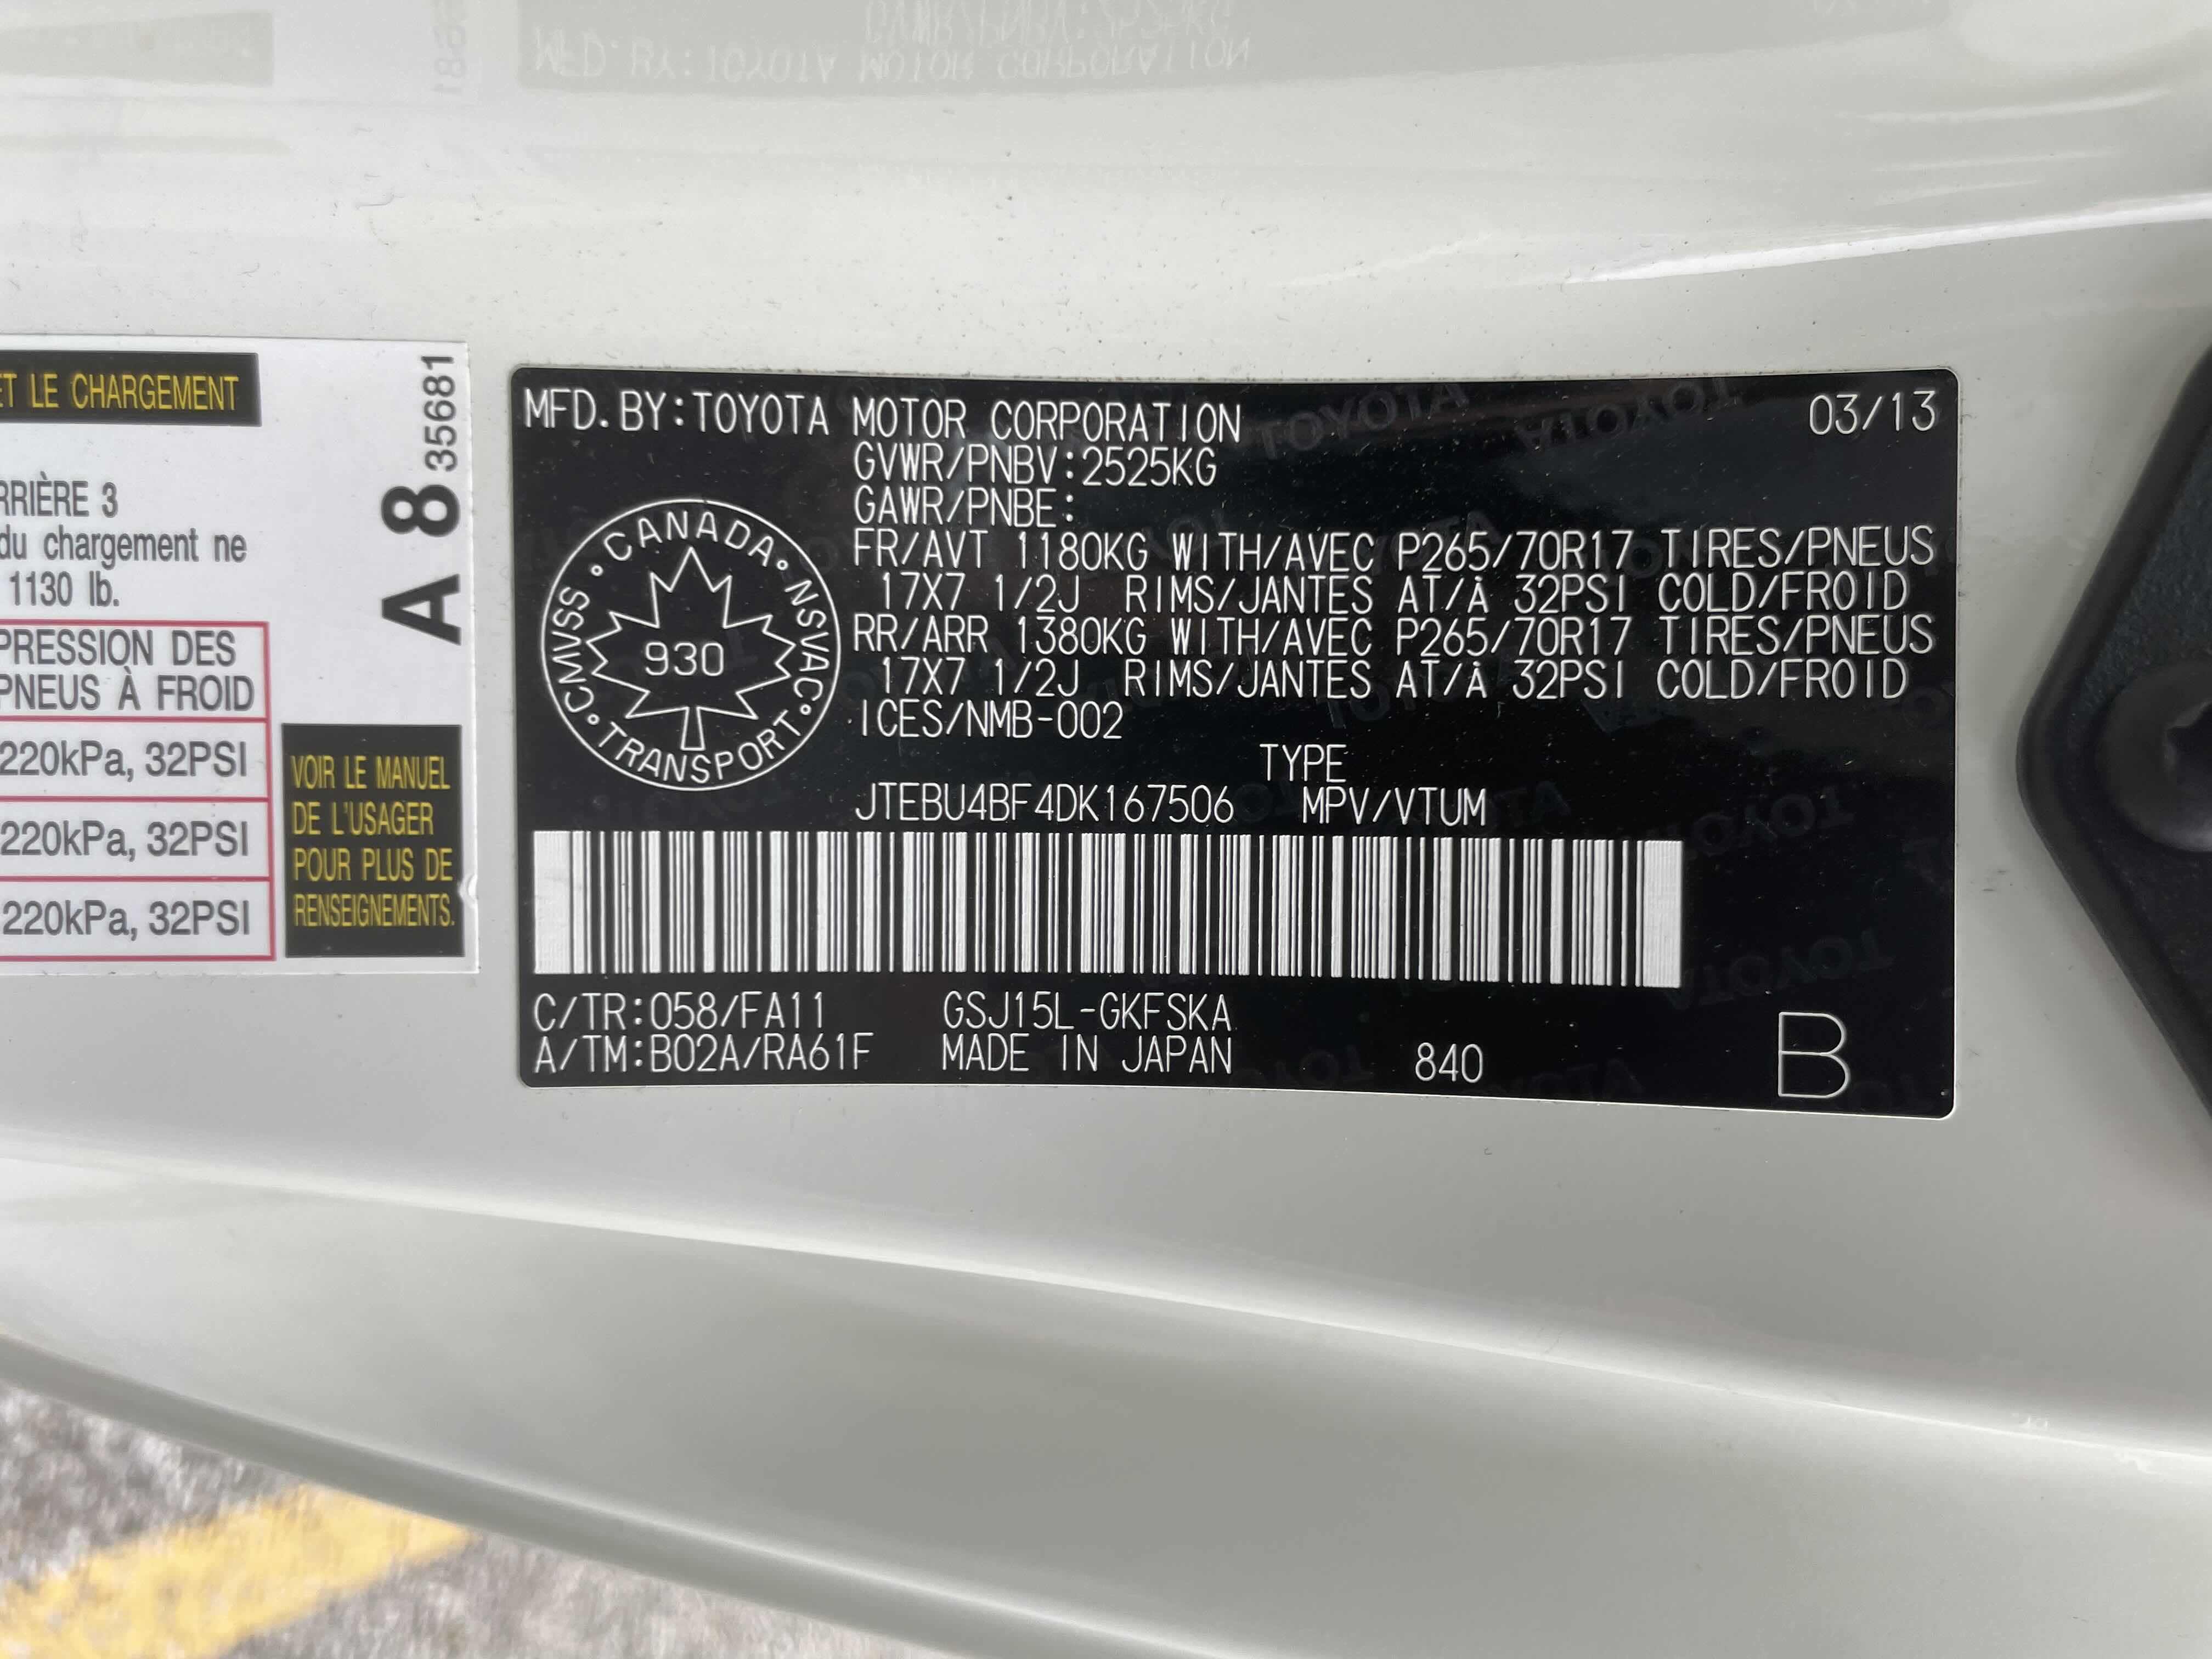 ET LE CHARGEMENT
RRIÈRE 3
du chargement ne
1130 lb.
PRESSION DES
PNEUS À FROID
220kPa, 32PSI
220kPa, 32PSI
220kPa, 32PSI
A 8 35681
VOIR LE MANUEL
DE L'USAGER
POUR PLUS DE
RENSEIGNEMENTS.
MFD. BY:TOYOTA MOTOR CORPORATION 03/13
GVWR/PNBV:2525KG
GAWR/PNBE:
FR/AVT 1180KG WITH/AVEC P265/70R17 TIRES/PNEUS
17X7 1/2J RIMS/JANTES AT/À 32PSI COLD/FROID
RR/ARR 1380KG WITH/AVEC P265/70R17 TIRES/PNEUS
17X7 1/2J RIMS/JANTES AT/À 32PSI COLD/FROID
ICES/NMB-002
CANADA · NSVAC · TRANSPORT · CMVSS ·
930
TYPE
JTEBU4BF4DK167506 MPV/VTUM
C/TR:058/FA11 GSJ15L-GKFSKA
A/TM:B02A/RA61F MADE IN JAPAN 840 B